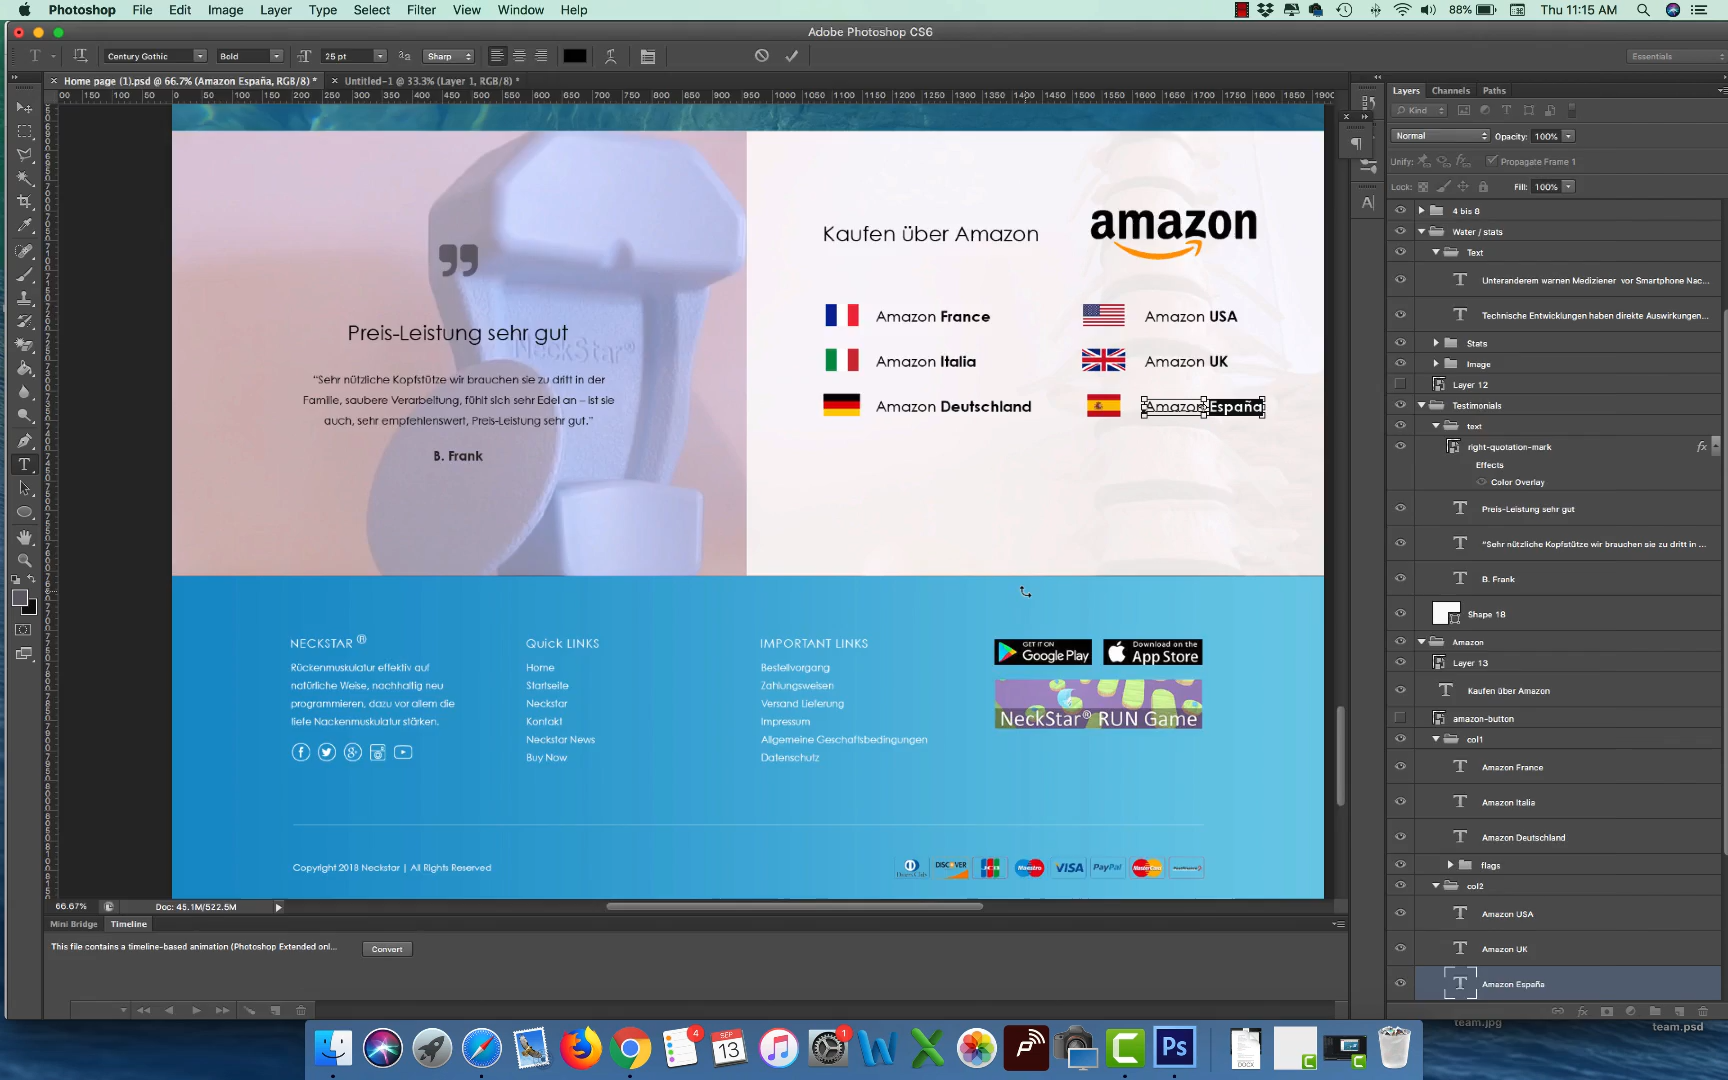 Photoshop File Edit Image Layer Type Select Filter View Window Help
88% Thu 11:15 AM
Adobe Photoshop CS6
Century Gothic Bold 25 pt Sharp Essentials
Home page (1).psd @ 66.7% (Amazon España, RGB/8) * Untitled-1 @ 33.3% (Layer 1, RGB/8) *
Kaufen über Amazon
amazon
Amazon France
Amazon USA
Amazon Italia
Amazon UK
Amazon Deutschland
Amazon España
NeckStar®
Preis-Leistung sehr gut
“Sehr nützliche Kopfstütze wir brauchen sie zu dritt in der
Familie, saubere Verarbeitung, fühlt sich sehr Edel an – ist sie
auch, sehr empfehlenswert, Preis-Leistung sehr gut.”
B. Frank
NECKSTAR ®
Rückenmuskulatur effektiv auf
natürliche Weise, nachhaltig neu
programmieren, dazu vor allem die
tiefe Nackenmuskulatur stärken.
Quick LINKS
Home
Startseite
Neckstar
Kontakt
Neckstar News
Buy Now
IMPORTANT LINKS
Bestellvorgang
Zahlungsweisen
Versand Lieferung
Impressum
Allgemeine Geschaftsbedingungen
Datenschutz
GET IT ON
Google Play
Download on the
App Store
NeckStar® RUN Game
Copyright 2018 Neckstar | All Rights Reserved
DISCOVER JCB Maestro VISA PayPal MasterCard
66.67% Doc: 45.1M/522.5M
Mini Bridge Timeline
This file contains a timeline-based animation (Photoshop Extended onl...
Convert
Layers Channels Paths
Kind
Normal Opacity: 100%
Unify: Propagate Frame 1
Lock: Fill: 100%
4 bis 8
Water / stats
Text
Unteranderem warnen Mediziener vor Smartphone Nac...
Technische Entwicklungen haben direkte Auswirkungen...
Stats
Image
Layer 12
Testimonials
text
right-quotation-mark fx
Effects
Color Overlay
Preis-Leistung sehr gut
“Sehr nützliche Kopfstütze wir brauchen sie zu dritt in ...
B. Frank
Shape 18
Amazon
Layer 13
Kaufen über Amazon
amazon-button
col1
Amazon France
Amazon Italia
Amazon Deutschland
flags
col2
Amazon USA
Amazon UK
Amazon España
team.jpg
team.psd
4
SEP
13
1
Ps
DOCX